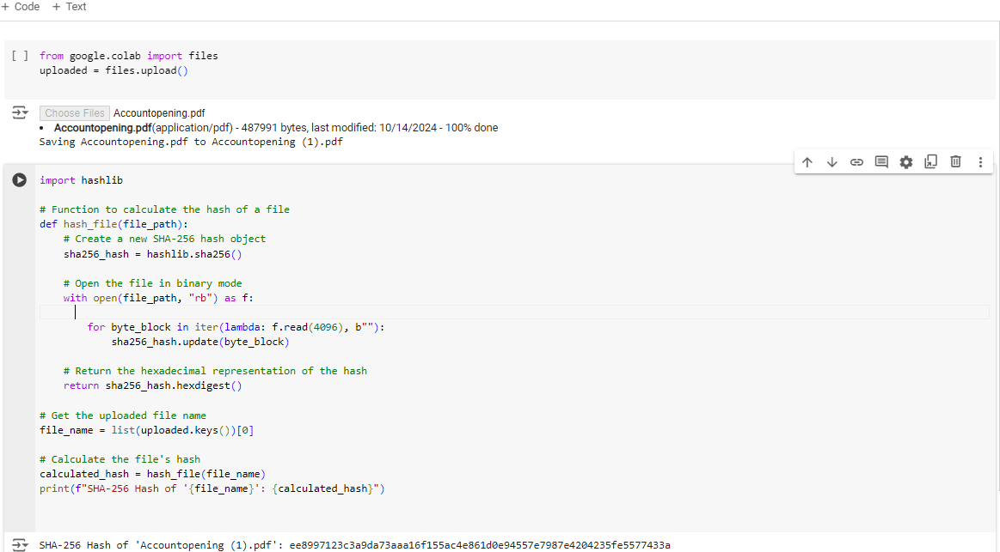 + Code + Text
[ ] from google.colab import files
uploaded = files.upload()
Choose Files Accountopening.pdf
• Accountopening.pdf(application/pdf) - 487991 bytes, last modified: 10/14/2024 - 100% done
Saving Accountopening.pdf to Accountopening (1).pdf
import hashlib
# Function to calculate the hash of a file
def hash_file(file_path):
# Create a new SHA-256 hash object
sha256_hash = hashlib.sha256()
# Open the file in binary mode
with open(file_path, "rb") as f:
for byte_block in iter(lambda: f.read(4096), b""):
sha256_hash.update(byte_block)
# Return the hexadecimal representation of the hash
return sha256_hash.hexdigest()
# Get the uploaded file name
file_name = list(uploaded.keys())[0]
# Calculate the file's hash
calculated_hash = hash_file(file_name)
print(f"SHA-256 Hash of '{file_name}': {calculated_hash}")
SHA-256 Hash of 'Accountopening (1).pdf': ee8997123c3a9da73aaa16f155ac4e861d0e94557e7987e4204235fe5577433a